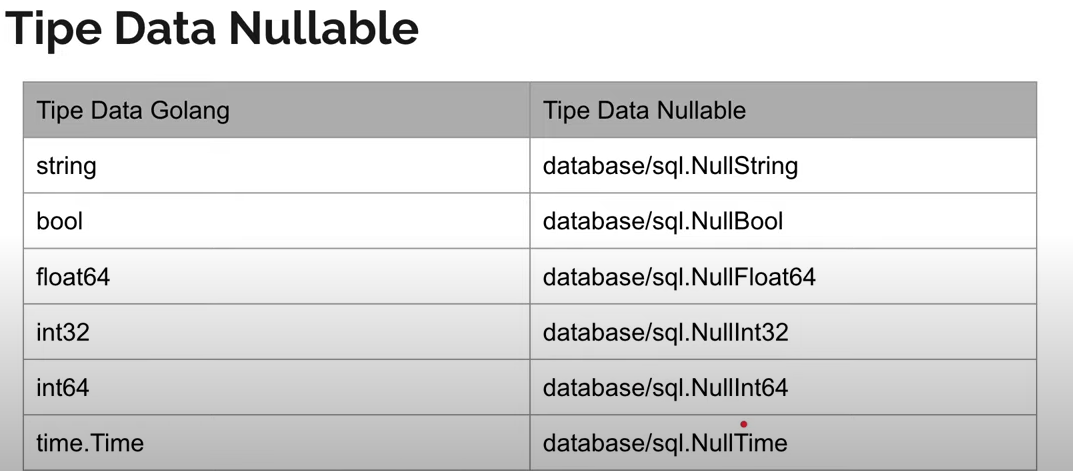 Tipe Data Nullable
Tipe Data Golang Tipe Data Nullable
string database/sql.NullString
bool database/sql.NullBool
float64 database/sql.NullFloat64
int32 database/sql.NullInt32
int64 database/sql.NullInt64
time.Time database/sql.NullTime